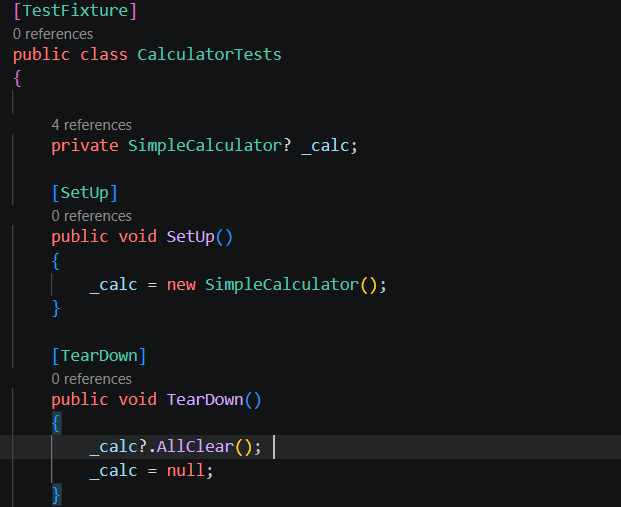 [TestFixture]
0 references
public class CalculatorTests
{
4 references
private SimpleCalculator? _calc;
[SetUp]
0 references
public void SetUp()
{
_calc = new SimpleCalculator();
}
[TearDown]
0 references
public void TearDown()
{
_calc?.AllClear();
_calc = null;
}